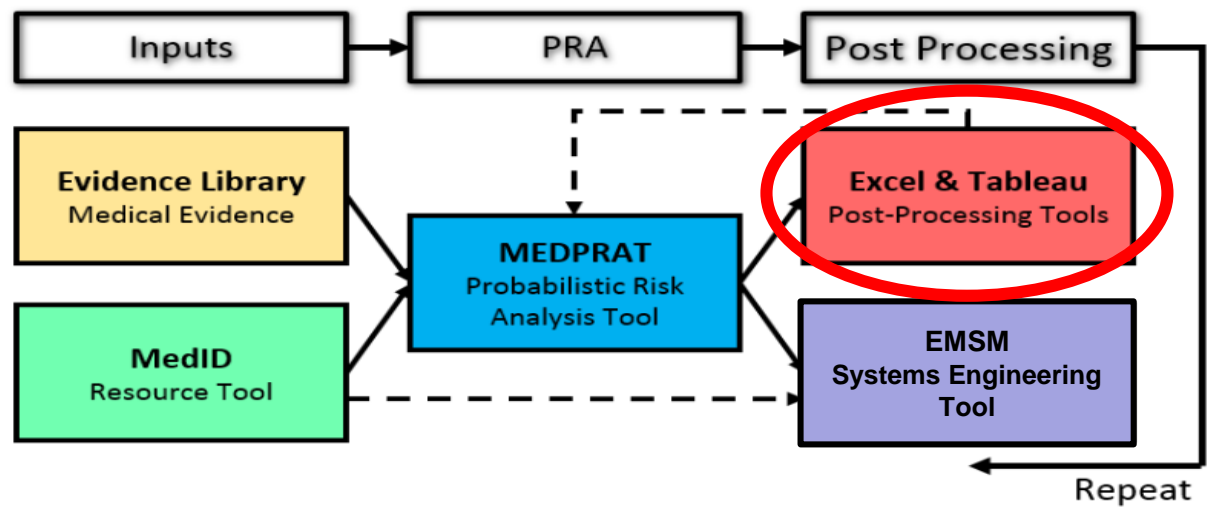 Inputs
PRA
Post Processing
Evidence Library
Medical Evidence
MEDPRAT
Probabilistic Risk
Analysis Tool
Excel & Tableau
Post-Processing Tools
MedID
Resource Tool
EMSM
Systems Engineering
Tool
Repeat